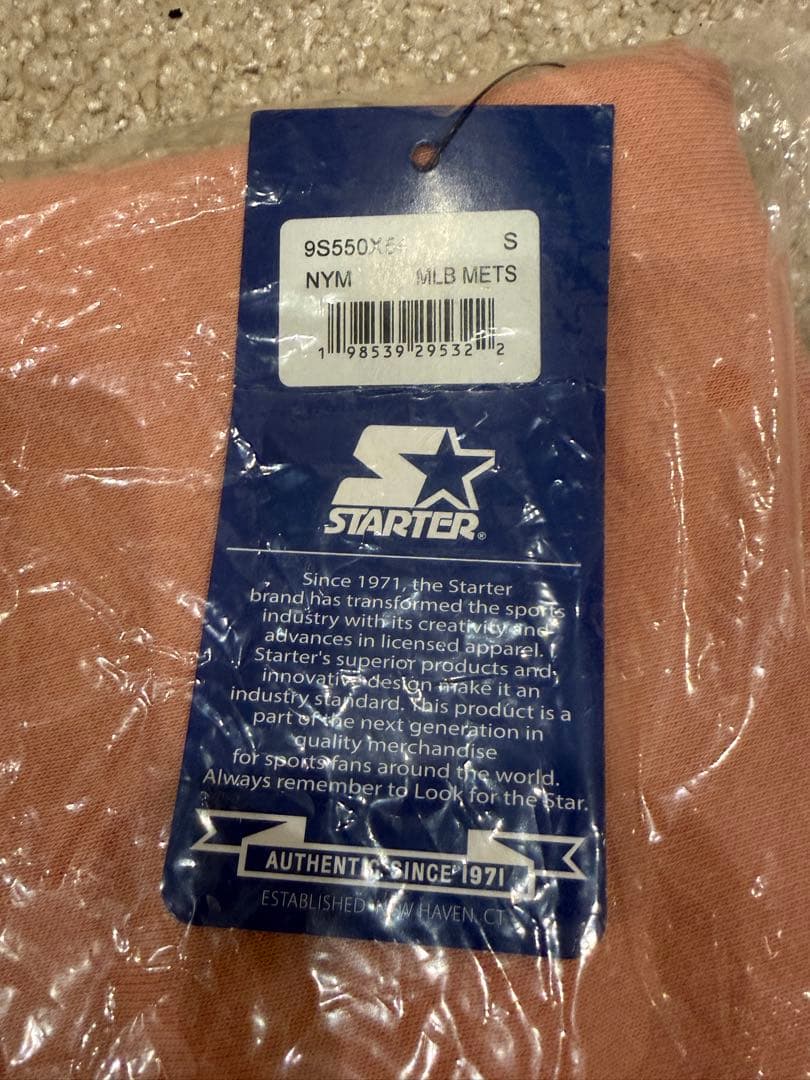 S
NYM MLB METS
1 98539 29532 2
STARTER®
Since 1971, the Starter
brand has transformed the sports
industry with its creativity and
advances in licensed apparel.
Starter's superior products and
innovative design make it an
industry standard. This product is a
part of the next generation in
quality merchandise
for sports fans around the world.
Always remember to Look for the Star.
AUTHENTIC SINCE 1971
ESTABLISHED NEW HAVEN, CT